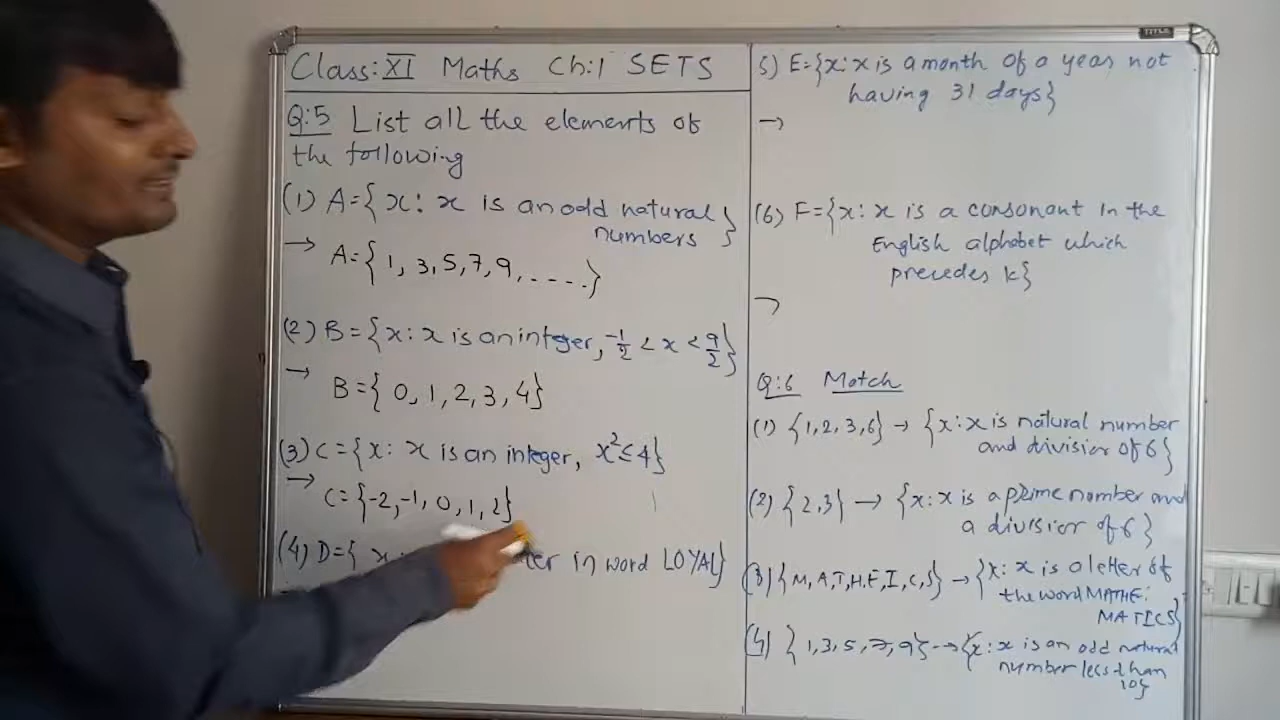 Class: XI Maths Ch:1 SETS
Q:5 List all the elements of
the following
(1) A={x: x is an odd natural
numbers}
→ A={1, 3, 5, 7, 9, .....}
(2) B={x: x is an integer, -1/2 < x < 9/2}
→ B={0, 1, 2, 3, 4}
(3) C={x: x is an integer, x² ≤ 4}
→ C={-2, -1, 0, 1, 2}
(4) D={x in word LOYAL}
5) E={x: x is a month of a year not
having 31 days}
→
(6) F={x: x is a consonant in the
English alphabet which
precedes k}
→
Q:6 Match
(1) {1, 2, 3, 6} → {x: x is natural number
and divisior of 6}
(2) {2, 3} → {x: x is a prime number and
a divisior of 6}
(3) {M, A, T, H, E, I, C, S} → {x: x is a letter of
the word MATHE-
MATICS}
(4) {1, 3, 5, 7, 9} → {x: x is an odd natural
number less than
10}
TITLE